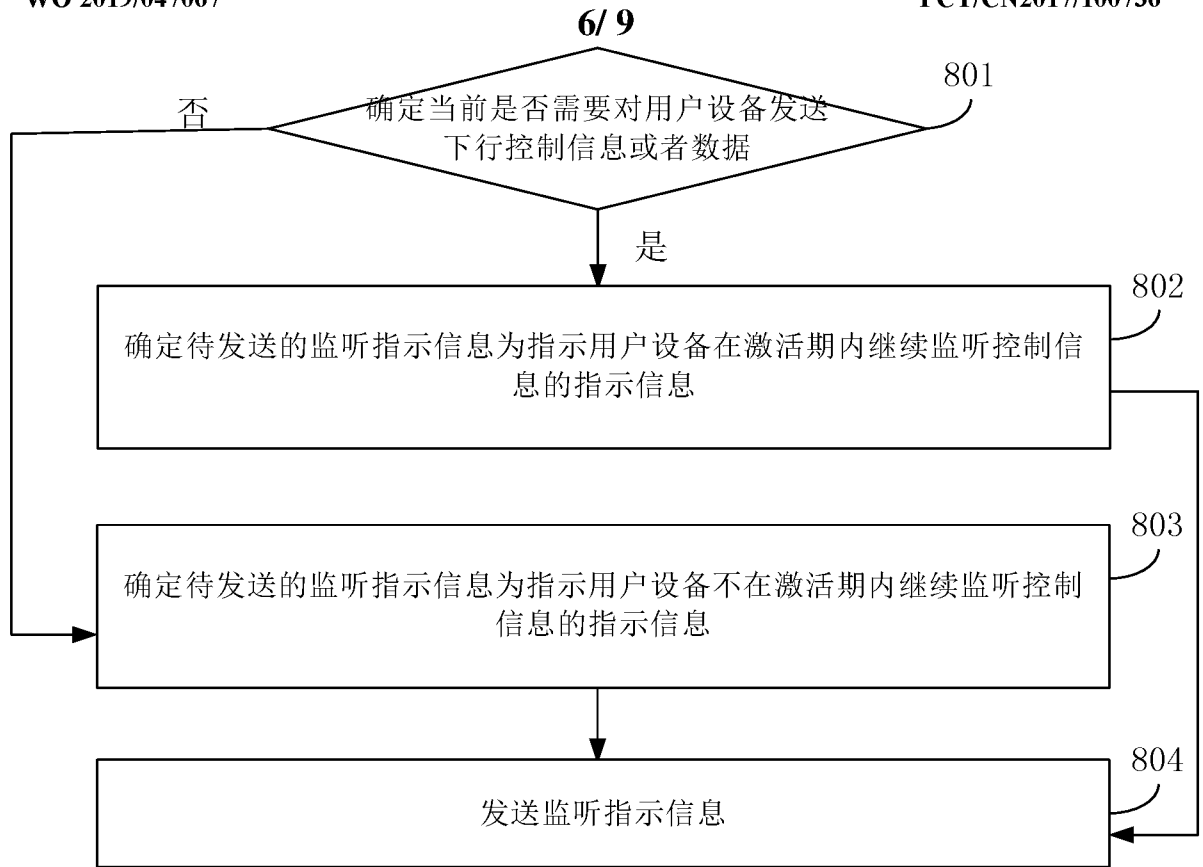 6/ 9
801
否
确定当前是否需要对用户设备发送
下行控制信息或者数据
是
802
确定待发送的监听指示信息为指示用户设备在激活期内继续监听控制信
息的指示信息
803
确定待发送的监听指示信息为指示用户设备不在激活期内继续监听控制
信息的指示信息
804
发送监听指示信息